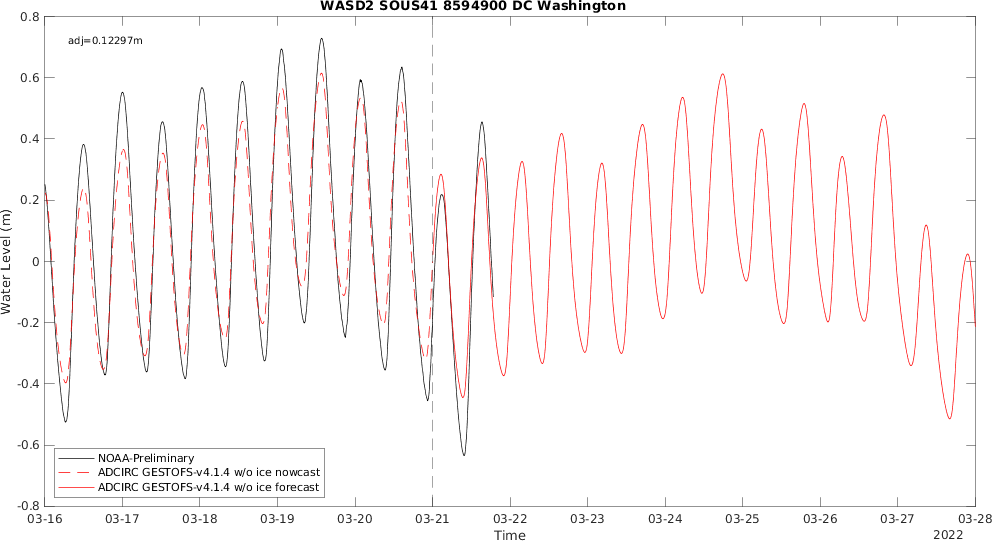 WASD2 SOUS41 8594900 DC Washington
adj=0.12297m
0.8
0.6
0.4
0.2
0
-0.2
-0.4
-0.6
-0.8
Water Level (m)
NOAA-Preliminary
ADCIRC GESTOFS-v4.1.4 w/o ice nowcast
ADCIRC GESTOFS-v4.1.4 w/o ice forecast
03-16 03-17 03-18 03-19 03-20 03-21 03-22 03-23 03-24 03-25 03-26 03-27 03-28
Time
2022